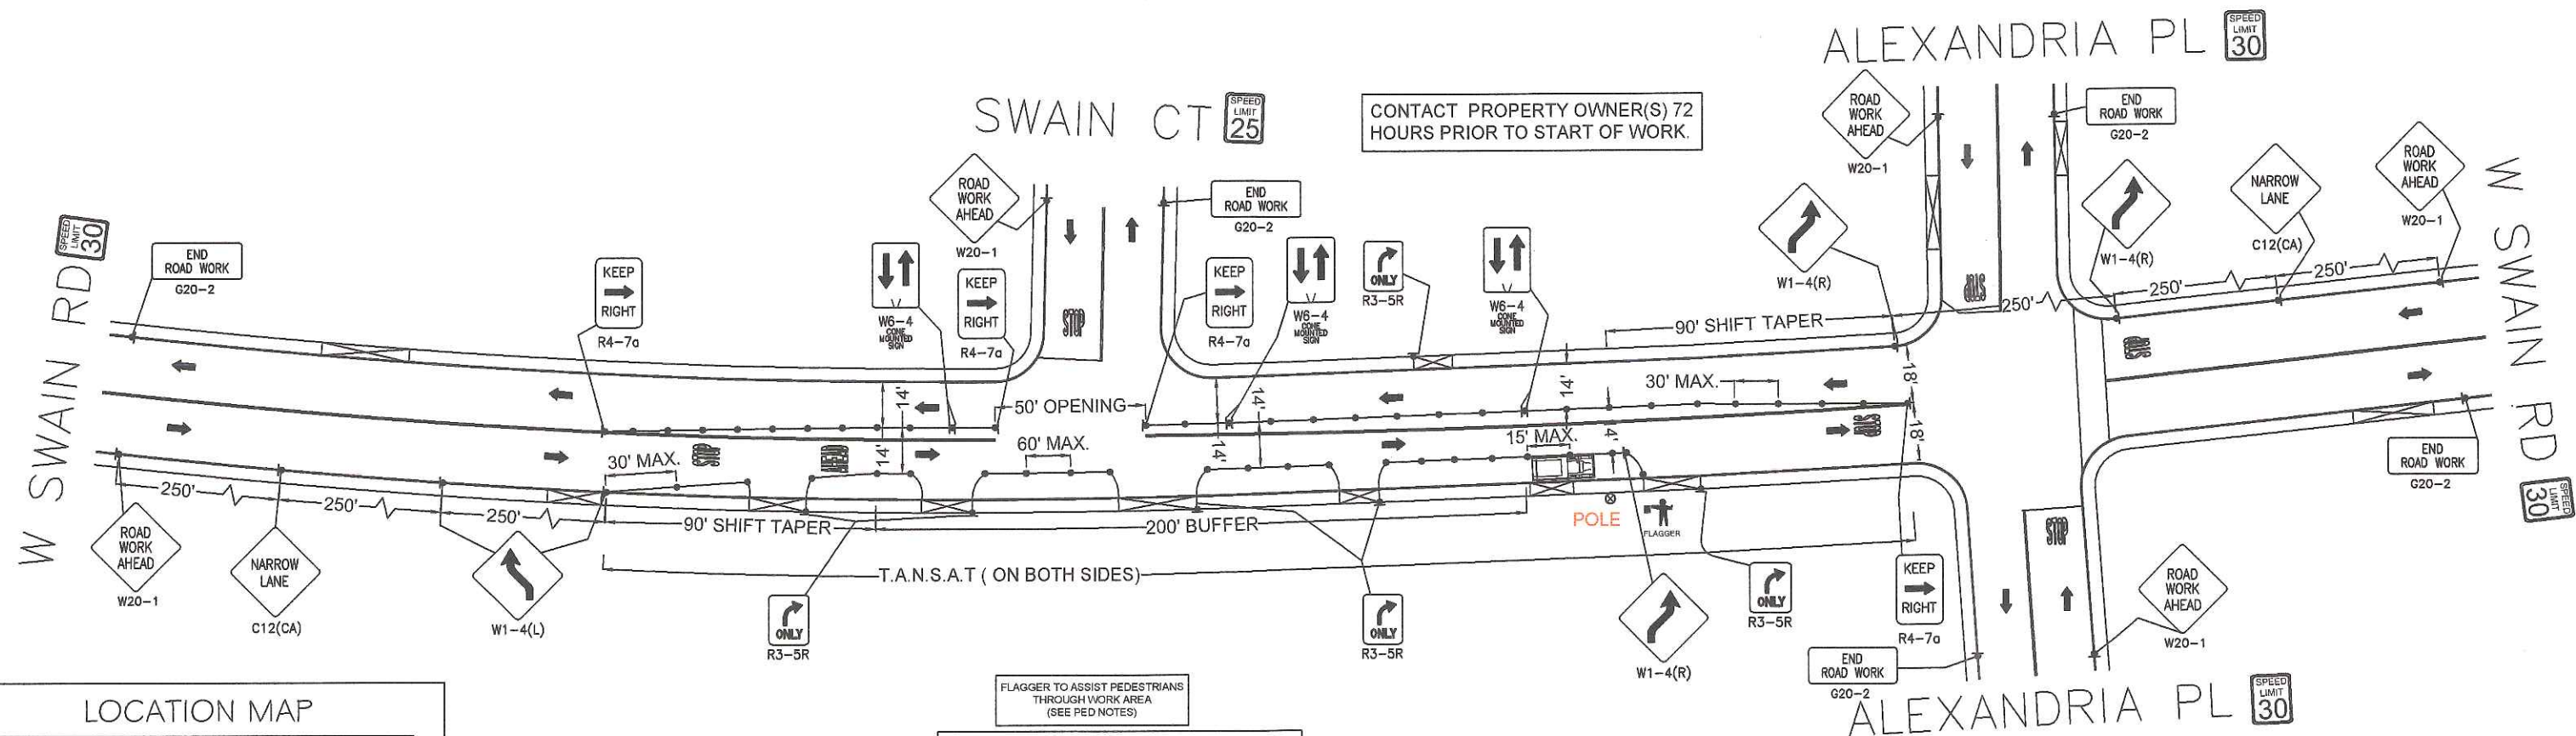 ALEXANDRIA PL
SPEED
LIMIT
30
SWAIN CT
SPEED
LIMIT
25
CONTACT PROPERTY OWNER(S) 72
HOURS PRIOR TO START OF WORK.
ROAD
WORK
AHEAD
W20-1
END
ROAD WORK
G20-2
ROAD
WORK
AHEAD
W20-1
END
ROAD WORK
G20-2
W1-4(R)
W1-4(R)
NARROW
LANE
C12(CA)
ROAD
WORK
AHEAD
W20-1
W SWAIN RD
SPEED
LIMIT
30
W SWAIN RD
SPEED
LIMIT
30
END
ROAD WORK
G20-2
KEEP
RIGHT
R4-7a
W6-4
CONE
MOUNTED
SIGN
KEEP
RIGHT
R4-7a
KEEP
RIGHT
R4-7a
W6-4
CONE
MOUNTED
SIGN
ONLY
R3-5R
W6-4
CONE
MOUNTED
SIGN
90' SHIFT TAPER
250'
250'
250'
STOP
STOP
STOP
50' OPENING
14'
14'
14'
14'
14'
30' MAX.
18'
18'
30' MAX.
60' MAX.
15' MAX.
4'
STOP
AHEAD
STOP
250'
250'
250'
90' SHIFT TAPER
200' BUFFER
POLE
FLAGGER
STOP
T.A.N.S.A.T ( ON BOTH SIDES)
ROAD
WORK
AHEAD
W20-1
NARROW
LANE
C12(CA)
W1-4(L)
ONLY
R3-5R
ONLY
R3-5R
W1-4(R)
ONLY
R3-5R
KEEP
RIGHT
R4-7a
END
ROAD WORK
G20-2
ROAD
WORK
AHEAD
W20-1
END
ROAD WORK
G20-2
ALEXANDRIA PL
SPEED
LIMIT
30
LOCATION MAP
FLAGGER TO ASSIST PEDESTRIANS
THROUGH WORK AREA
(SEE PED NOTES)